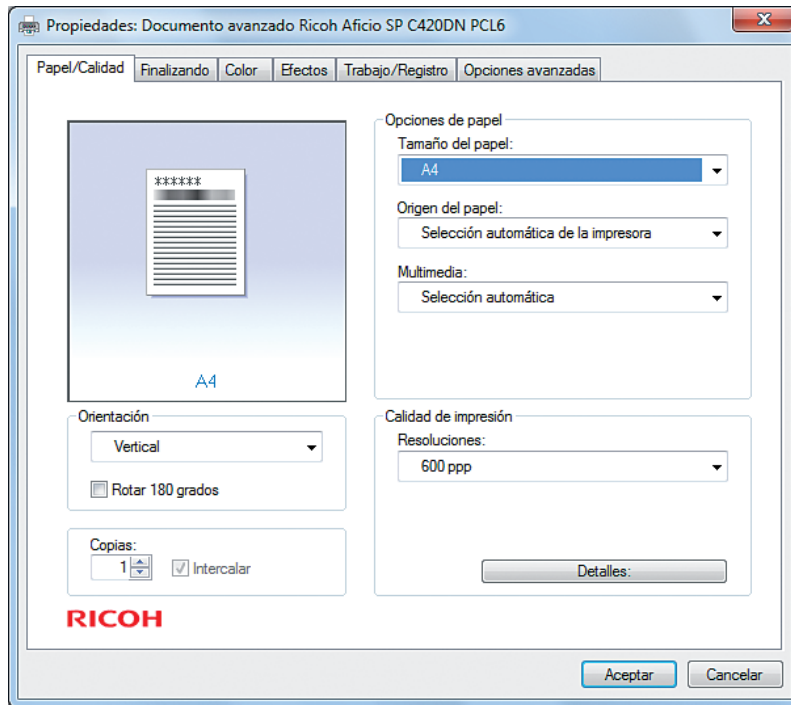 Propiedades: Documento avanzado Ricoh Aficio SP C420DN PCL6
Papel/Calidad Finalizando Color Efectos Trabajo/Registro Opciones avanzadas
******
A4
Opciones de papel
Tamaño del papel:
A4
Origen del papel:
Selección automática de la impresora
Multimedia:
Selección automática
Orientación
Vertical
Rotar 180 grados
Copias:
1 Intercalar
Calidad de impresión
Resoluciones:
600 ppp
Detalles:
RICOH
Aceptar Cancelar